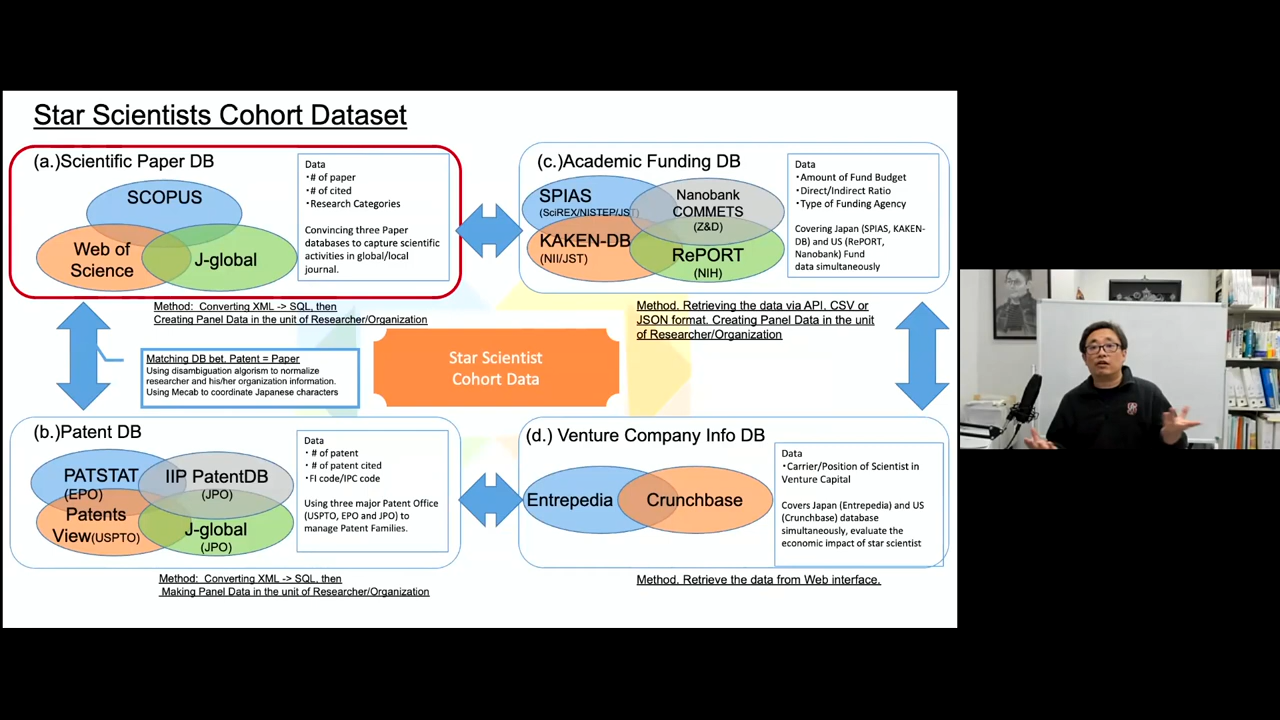 Star Scientists Cohort Dataset
(a.)Scientific Paper DB
SCOPUS
Web of
Science
J-global
Data
・# of paper
・# of cited
・Research Categories
Convincing three Paper
databases to capture scientific
activities in global/local
journal.
Method: Converting XML -> SQL, then
Creating Panel Data in the unit of Researcher/Organization
(c.)Academic Funding DB
SPIAS
(SciREX/NISTEP/JST)
Nanobank
COMMETS
(Z&D)
KAKEN-DB
(NII/JST)
RePORT
(NIH)
Data
・Amount of Fund Budget
・Direct/Indirect Ratio
・Type of Funding Agency
Covering Japan (SPIAS, KAKEN-
DB) and US (RePORT,
Nanobank) Fund
data simultaneously
Method. Retrieving the data via API, CSV or
JSON format. Creating Panel Data in the unit
of Researcher/Organization
Matching DB bet. Patent = Paper
Using disambiguation algorism to normalize
researcher and his/her organization information.
Using Mecab to coordinate Japanese characters
Star Scientist
Cohort Data
(b.)Patent DB
PATSTAT
(EPO)
IIP PatentDB
(JPO)
Patents
View(USPTO)
J-global
(JPO)
Data
・# of patent
・# of patent cited
・FI code/IPC code
Using three major Patent Office
(USPTO, EPO and JPO) to
manage Patent Families.
Method: Converting XML -> SQL, then
Making Panel Data in the unit of Researcher/Organization
(d.) Venture Company Info DB
Entrepedia
Crunchbase
Data
・Carrier/Position of Scientist in
Venture Capital
Covers Japan (Entrepedia) and US
(Crunchbase) database
simultaneously, evaluate the
economic impact of star scientist
Method. Retrieve the data from Web interface.